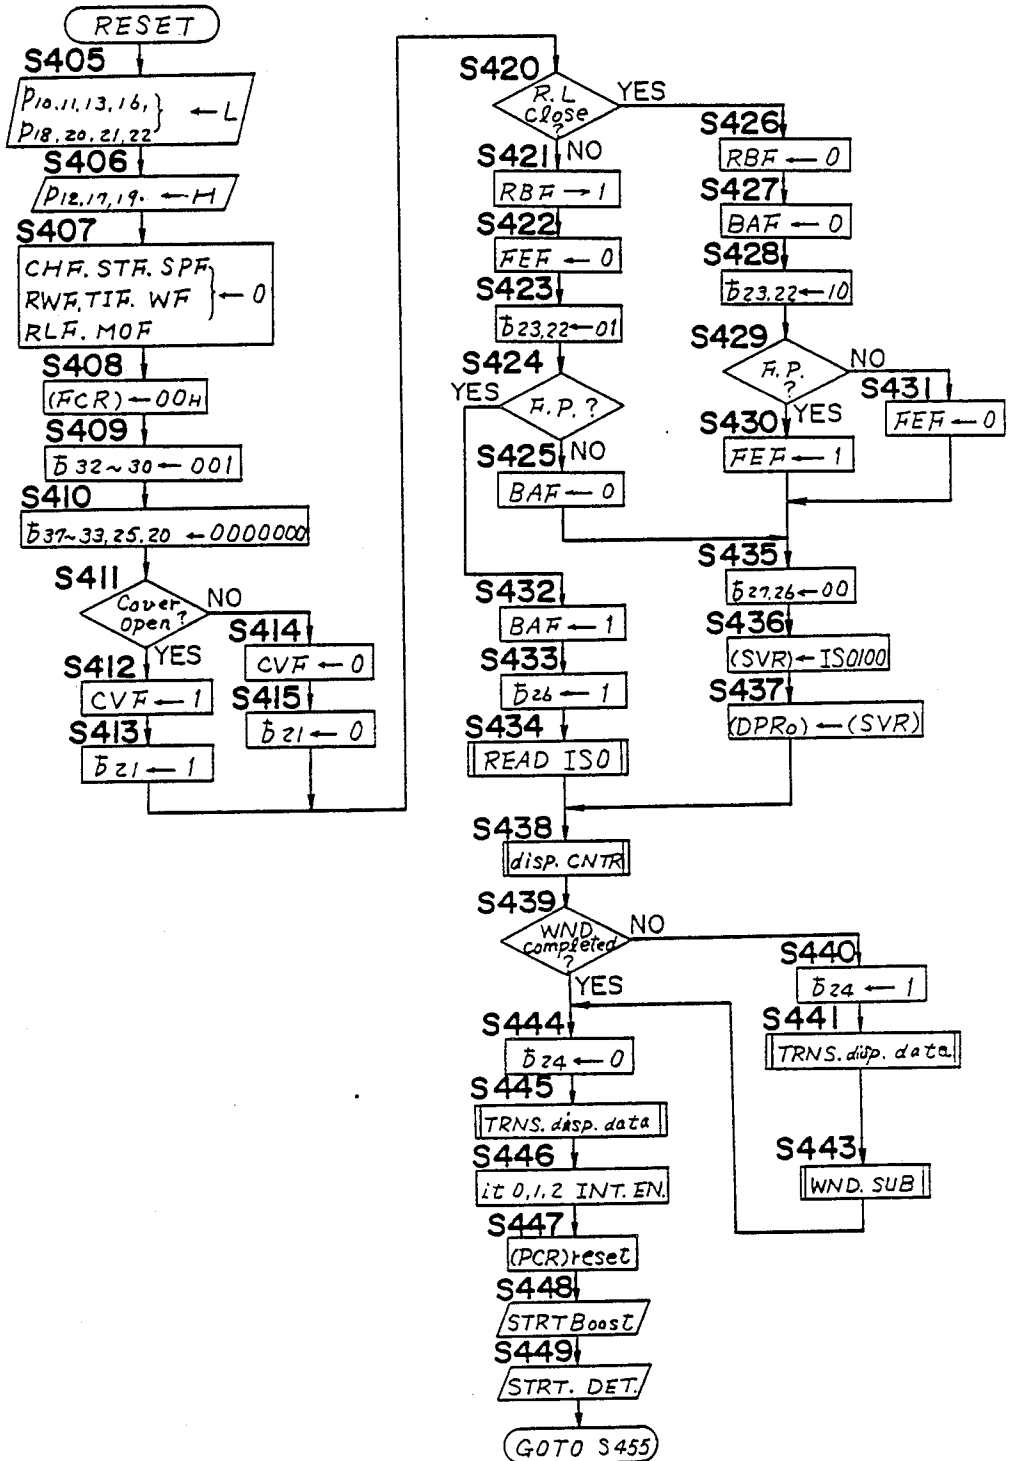 RESET
S405
P10.11,13,16, ← L
P18.20.21,22
S406
P12,17,19. ← H
S407
CHF. STF. SPF
RWF,TIF. WF ← 0
RLF. MOF
S408
(FCR) ← 00H
S409
b32~30 ← 001
S410
b37~33,25,20 ← 0000000
S411
Cover
open?
NO
YES
S412
CVF ← 1
S413
b21 ← 1
S414
CVF ← 0
S415
b21 ← 0
S420
R.L
close
?
YES
NO
S421
RBF → 1
S422
FEF ← 0
S423
b23,22 ← 01
S424
YES
F.P.?
NO
S425
BAF ← 0
S426
RBF ← 0
S427
BAF ← 0
S428
b23,22 ← 10
S429
F.P.
?
NO
YES
S430
FEF ← 1
S431
FEF ← 0
S432
BAF ← 1
S433
b26 ← 1
S434
READ ISO
S435
b27,26 ← 00
S436
(SVR) ← ISO100
S437
(DPR0) ← (SVR)
S438
disp. CNTR
S439
WND.
completed
?
NO
YES
S440
b24 ← 1
S441
TRNS. disp. data
S443
WND. SUB
S444
b24 ← 0
S445
TRNS. disp. data
S446
it 0,1,2 INT. EN.
S447
(PCR) reset
S448
STRT Boost
S449
STRT. DET.
GOTO S455